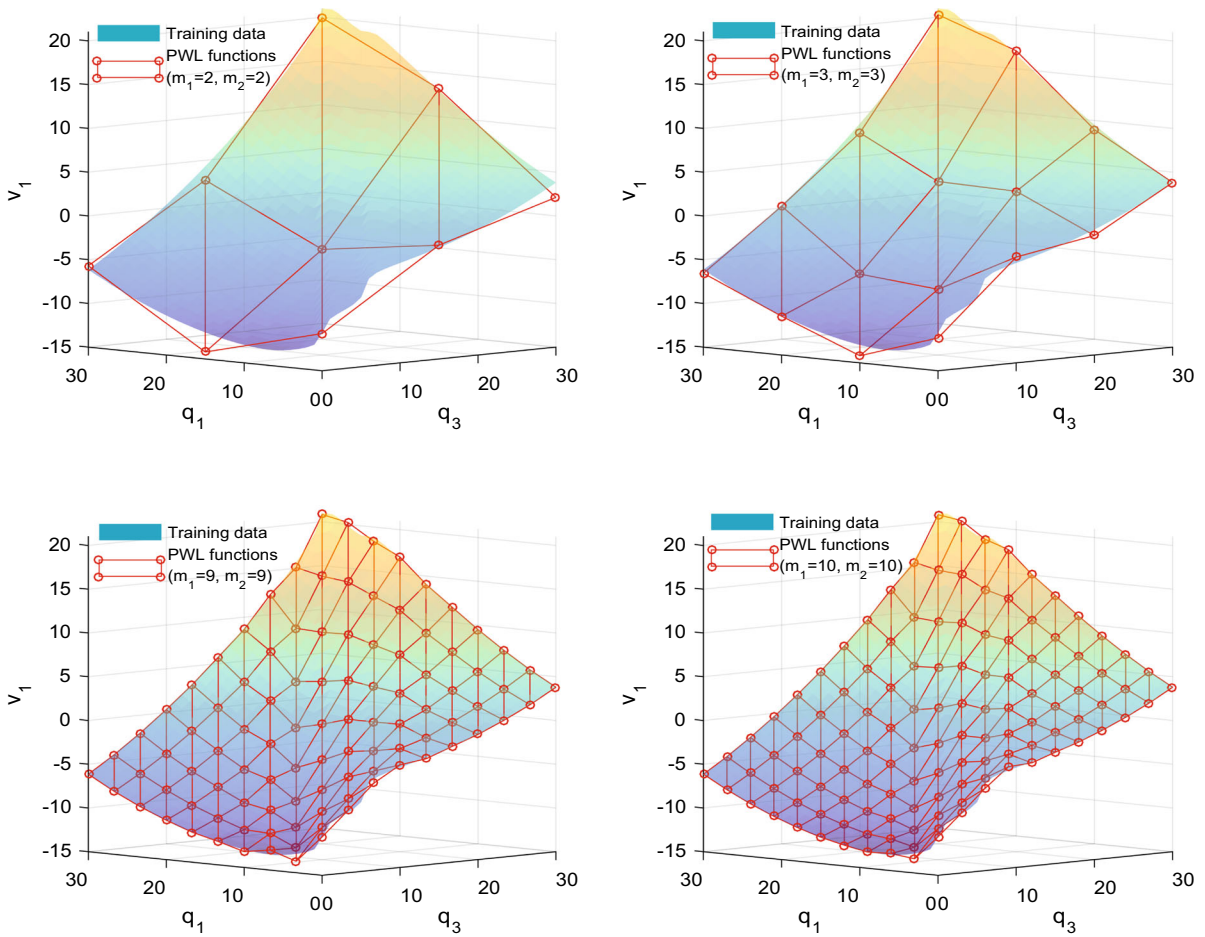 Training data
PWL functions
(m1=2, m2=2)
20
15
10
5
0
-5
-10
-15
v1
30
20
10
00
10
20
30
q1
q3
Training data
PWL functions
(m1=3, m2=3)
20
15
10
5
0
-5
-10
-15
v1
30
20
10
00
10
20
30
q1
q3
Training data
PWL functions
(m1=9, m2=9)
20
15
10
5
0
-5
-10
-15
v1
30
20
10
00
10
20
30
q1
q3
Training data
PWL functions
(m1=10, m2=10)
20
15
10
5
0
-5
-10
-15
v1
30
20
10
00
10
20
30
q1
q3